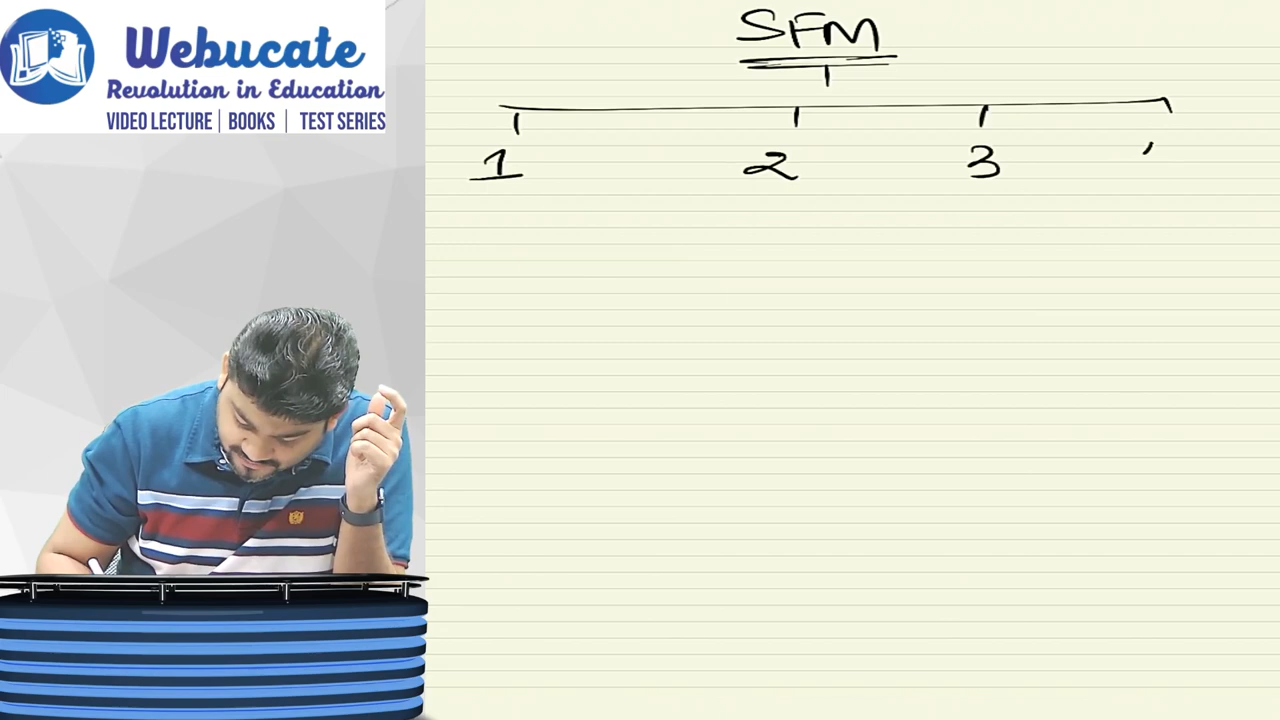 Webucate
Revolution in Education
VIDEO LECTURE | BOOKS | TEST SERIES
SFM
1 2 3